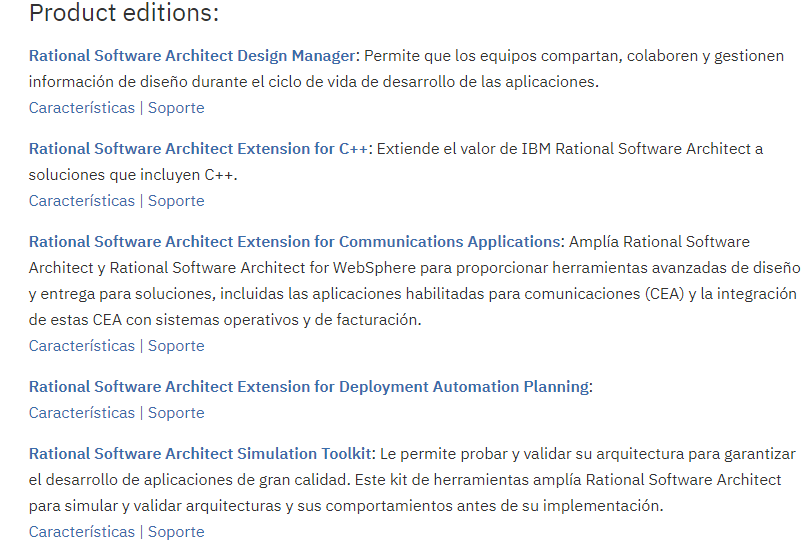 Product editions:
Rational Software Architect Design Manager: Permite que los equipos compartan, colaboren y gestionen
información de diseño durante el ciclo de vida de desarrollo de las aplicaciones.
Características | Soporte
Rational Software Architect Extension for C++: Extiende el valor de IBM Rational Software Architect a
soluciones que incluyen C++.
Características | Soporte
Rational Software Architect Extension for Communications Applications: Amplía Rational Software
Architect y Rational Software Architect for WebSphere para proporcionar herramientas avanzadas de diseño
y entrega para soluciones, incluidas las aplicaciones habilitadas para comunicaciones (CEA) y la integración
de estas CEA con sistemas operativos y de facturación.
Características | Soporte
Rational Software Architect Extension for Deployment Automation Planning:
Características | Soporte
Rational Software Architect Simulation Toolkit: Le permite probar y validar su arquitectura para garantizar
el desarrollo de aplicaciones de gran calidad. Este kit de herramientas amplía Rational Software Architect
para simular y validar arquitecturas y sus comportamientos antes de su implementación.
Características | Soporte